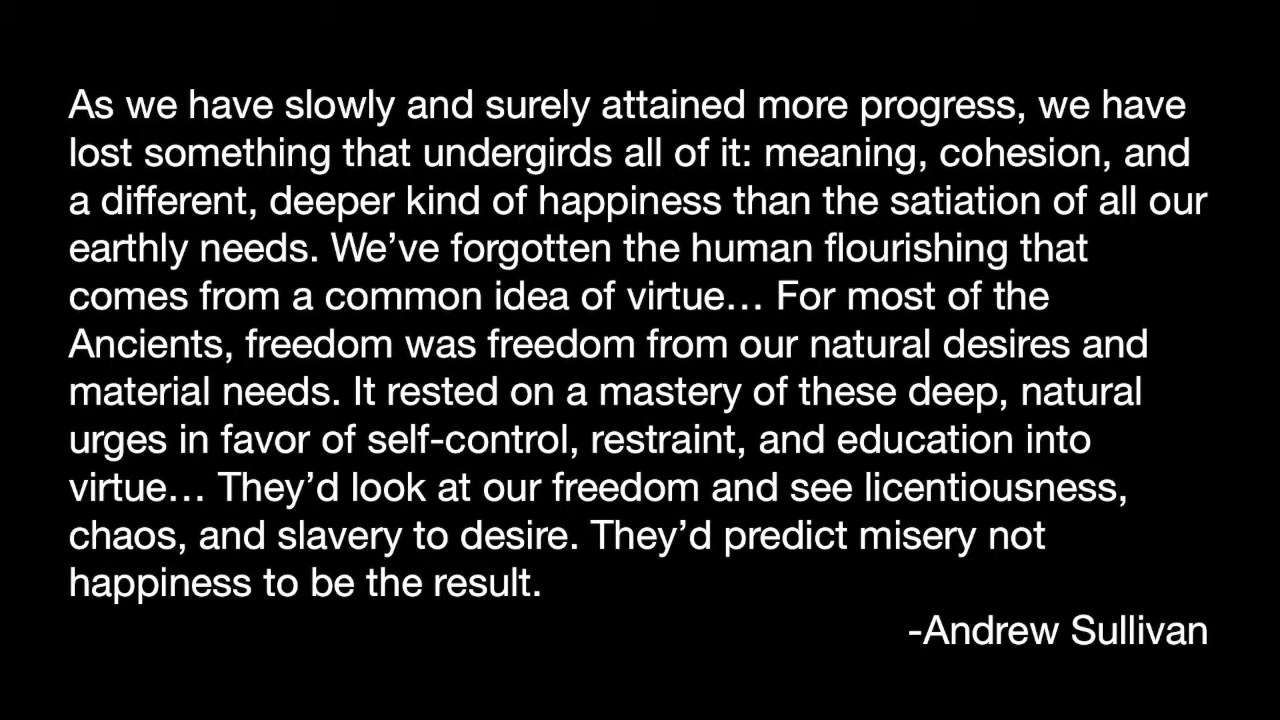 As we have slowly and surely attained more progress, we have
lost something that undergirds all of it: meaning, cohesion, and
a different, deeper kind of happiness than the satiation of all our
earthly needs. We’ve forgotten the human flourishing that
comes from a common idea of virtue… For most of the
Ancients, freedom was freedom from our natural desires and
material needs. It rested on a mastery of these deep, natural
urges in favor of self-control, restraint, and education into
virtue… They’d look at our freedom and see licentiousness,
chaos, and slavery to desire. They’d predict misery not
happiness to be the result.
-Andrew Sullivan